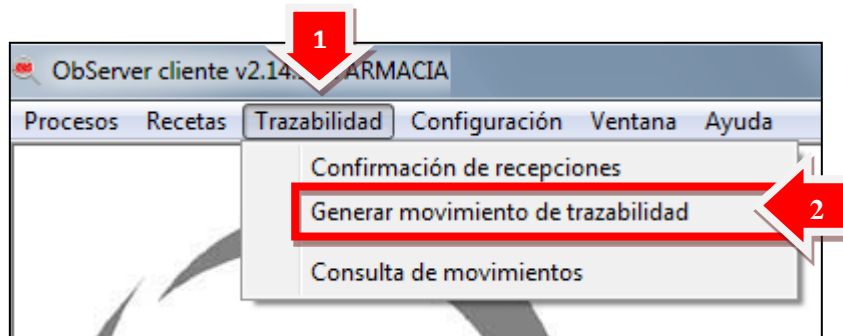 1
ObServer cliente v2.14. ARMACIA
Procesos Recetas Trazabilidad Configuración Ventana Ayuda
Confirmación de recepciones
Generar movimiento de trazabilidad
2
Consulta de movimientos